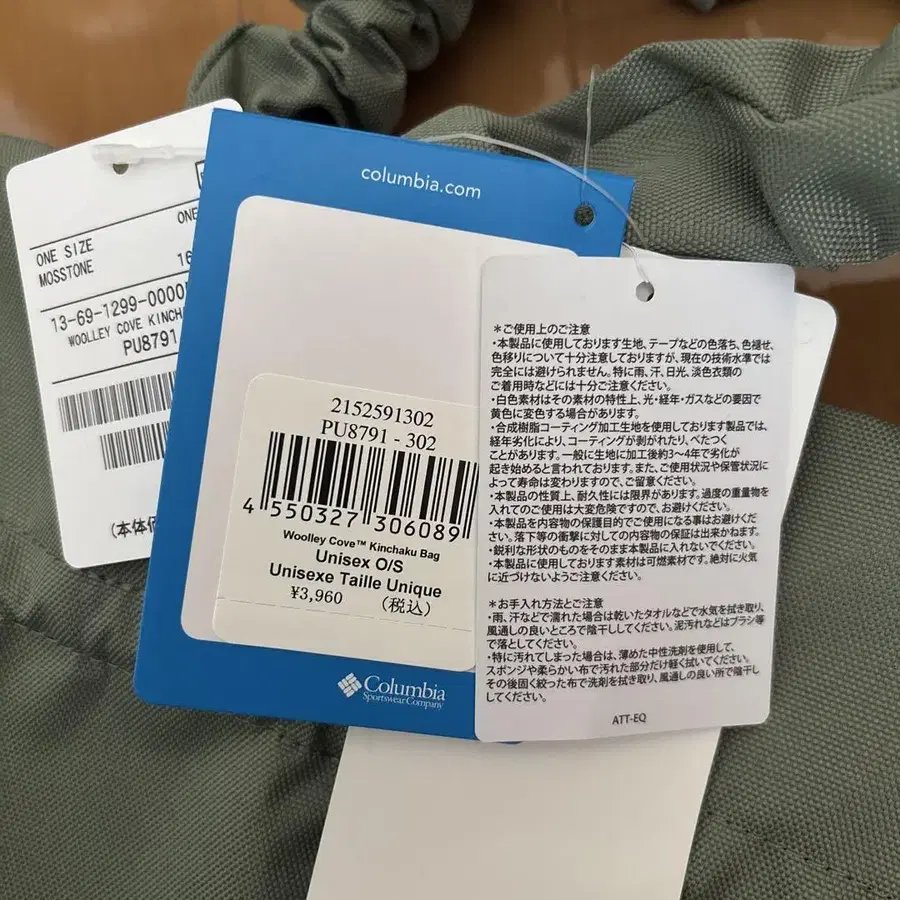 ONE
ONE SIZE
MOSSTONE
16
13-69-1299-0000
WOOLLEY COVE KINCH
PU8791
(本体価
columbia.com
2152591302
PU8791 - 302
4 550327 306089
Woolley Cove™ Kinchaku Bag
Unisex O/S
Unisexe Taille Unique
¥3,960 (税込)
Columbia
Sportswear Company
＊ご使用上のご注意
・本製品に使用しております生地、テープなどの色落ち、色褪せ、
色移りについて十分注意しておりますが、現在の技術水準では
完全には避けられません。特に雨、汗、日光、淡色衣類の
ご着用時などには十分ご注意ください。
・白色素材はその素材の特性上、光・経年・ガスなどの要因で
黄色に変色する場合があります。
・合成樹脂コーティング加工生地を使用しております製品では、
経年劣化により、コーティングが剥がれたり、べたつく
ことがあります。一般に生地に加工後約3〜4年で劣化が
起き始めると言われております。また、ご使用状況や保管状況に
よって寿命は変わりますので、ご留意ください。
・本製品の性質上、耐久性には限界があります。過度の重量物を
入れてのご使用は大変危険ですので、お避けください。
・本製品を内容物の保護目的でご使用になる事はお避けくだ
さい。落下等の衝撃に対しての内容物の保証は出来かねます。
・鋭利な形状のものをそのまま本製品に入れないでください。
・本製品に使用しております素材は可燃素材です。絶対に火気
に近づけないようご注意ください。
＊お手入れ方法とご注意
・雨、汗などで濡れた場合は乾いたタオルなどで水気を拭き取り、
風通しの良いところで陰干ししてください。泥汚れなどはブラシ等
で落としてください。
・特に汚れてしまった場合は、薄めた中性洗剤を使用して、
スポンジや柔らかい布で汚れた部分だけ軽く拭いてください。
その後固く絞った布で洗剤を拭き取り、風通しの良い所で陰干
ししてください。
ATT-EQ